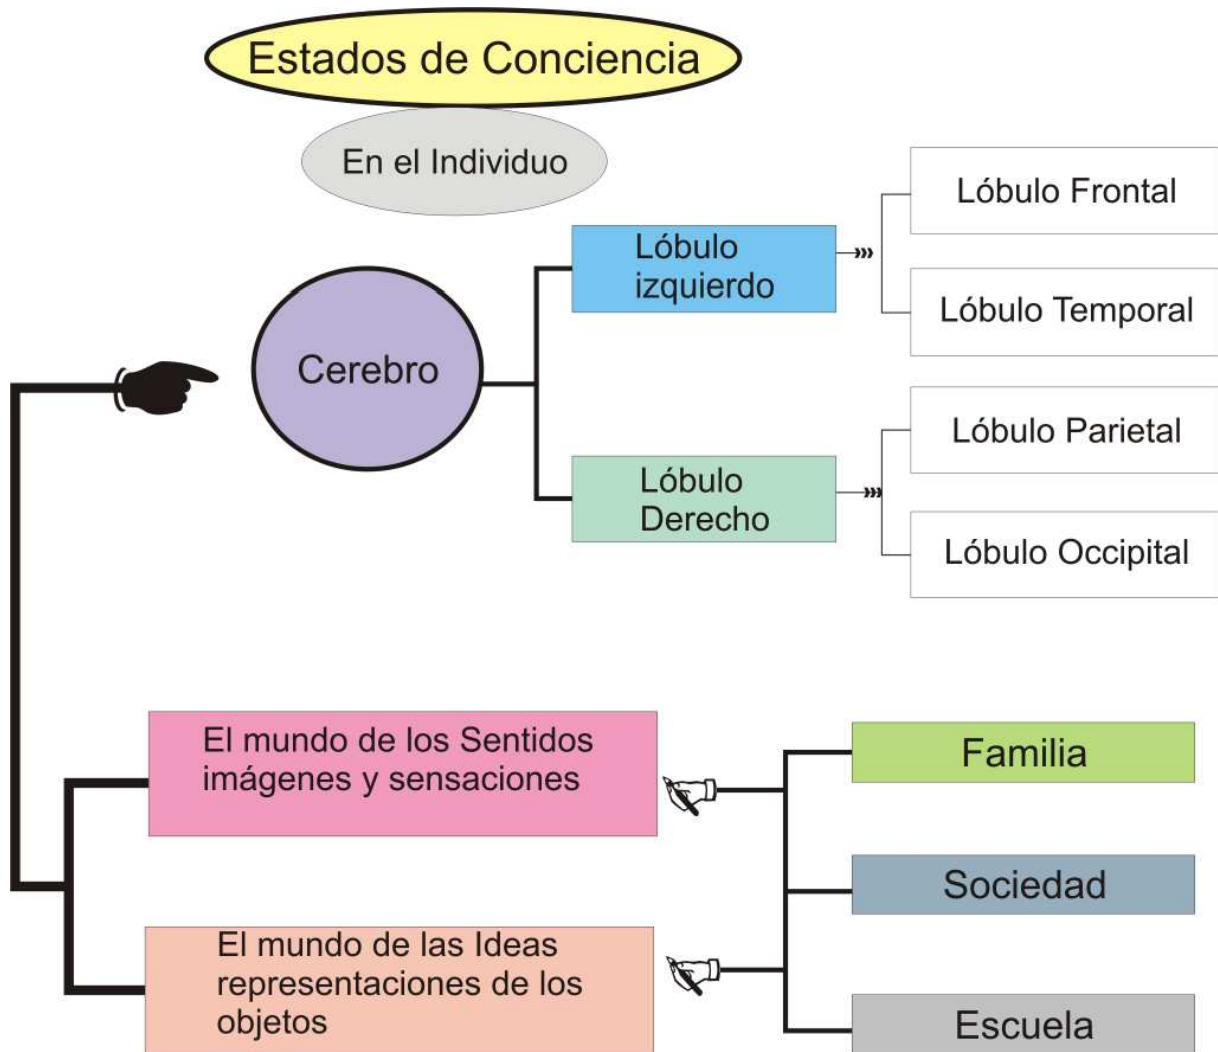 Estados de Conciencia
En el Individuo
Lóbulo Frontal
Lóbulo
izquierdo
Lóbulo Temporal
Cerebro
Lóbulo Parietal
Lóbulo
Derecho
Lóbulo Occipital
El mundo de los Sentidos
imágenes y sensaciones
Familia
Sociedad
El mundo de las Ideas
representaciones de los
objetos
Escuela